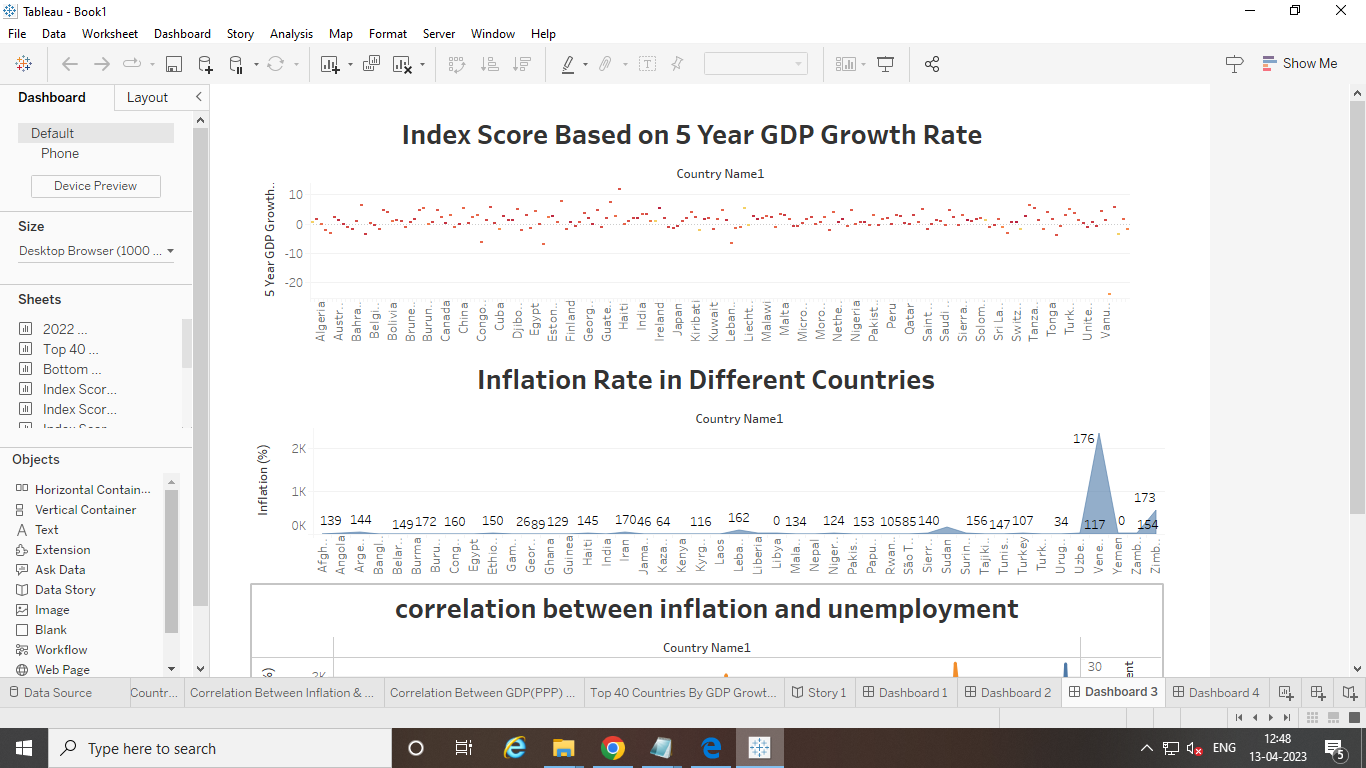 Tableau - Book1
File Data Worksheet Dashboard Story Analysis Map Format Server Window Help
Show Me
Dashboard Layout
Default
Phone
Device Preview
Size
Desktop Browser (1000 ...
Sheets
2022 ...
Top 40 ...
Bottom ...
Index Scor...
Index Scor...
Objects
Horizontal Contain...
Vertical Container
Text
Extension
Ask Data
Data Story
Image
Blank
Workflow
Web Page
Index Score Based on 5 Year GDP Growth Rate
Country Name1
5 Year GDP Growth..
10
0
-10
-20
Algeria Austr.. Bahra.. Belgi.. Bolivia Brune.. Burun.. Canada China Congo.. Cuba Djibo.. Egypt Eston.. Finland Georg.. Guate.. Haiti India Ireland Japan Kiribati Kuwait Leban.. Liecht.. Malawi Malta Micro.. Moro.. Nethe.. Nigeria Pakist.. Peru Qatar Saint .. Saudi .. Sierra.. Solom.. Sri La.. Switz.. Tanza.. Tonga Turk.. Unite.. Vanu..
Inflation Rate in Different Countries
Country Name1
Inflation (%)
2K
1K
0K
176
173
139 144 149 172 160 150 26 89 129 145 170 46 64 116 162 0 134 124 153 105 85 140 156 147 107 34 117 0 154
Afgh.. Angola Arge.. Bangl.. Belar.. Burma Buru.. Cong.. Egypt Ethio.. Gam.. Geor.. Ghana Guinea Haiti India Iran Jama.. Kaza.. Kenya Kyrg.. Laos Leba.. Liberia Libya Mala.. Nepal Niger.. Pakis.. Papu.. Rwan.. São T.. Sierr.. Sudan Surin.. Tajiki.. Tunis.. Turkey Turk.. Urug.. Uzbe.. Vene.. Yemen Zamb.. Zimb..
correlation between inflation and unemployment
Country Name1
30
Data Source Countr... Correlation Between Inflation & ... Correlation Between GDP(PPP) ... Top 40 Countries By GDP Growt... Story 1 Dashboard 1 Dashboard 2 Dashboard 3 Dashboard 4
Type here to search
ENG
12:48
13-04-2023
5